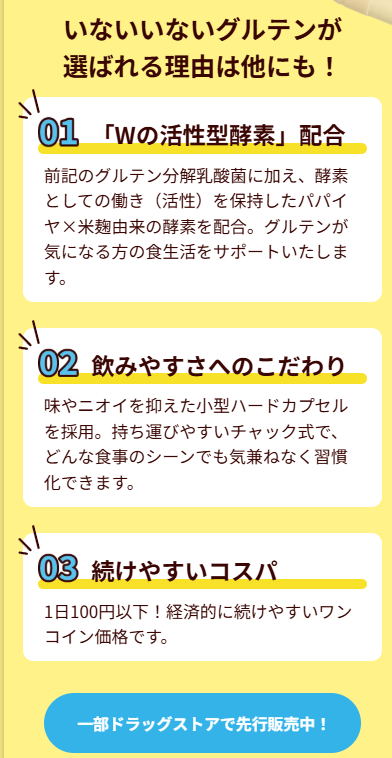 いないいないグルテンが
選ばれる理由は他にも！
01 「Wの活性型酵素」配合
前記のグルテン分解乳酸菌に加え、酵素
としての働き（活性）を保持したパパイ
ヤ×米麹由来の酵素を配合。グルテンが
気になる方の食生活をサポートいたしま
す。
02 飲みやすさへのこだわり
味やニオイを抑えた小型ハードカプセル
を採用。持ち運びやすいチャック式で、
どんな食事のシーンでも気兼ねなく習慣
化できます。
03 続けやすいコスパ
1日100円以下！経済的に続けやすいワン
コイン価格です。
一部ドラッグストアで先行販売中！